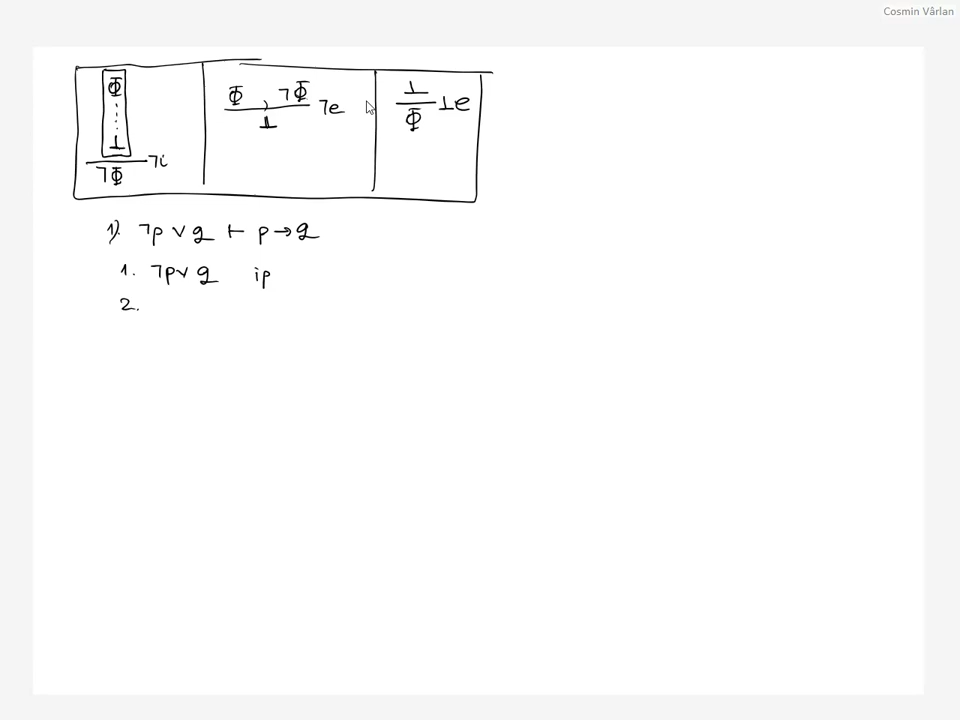 Cosmin Vârlan
Φ
⋮
⊥
¬Φ ¬i
Φ , ¬Φ
⊥ ¬e
⊥
Φ ⊥e
1) ¬p ∨ q ⊢ p → q
1. ¬p ∨ q ip
2.